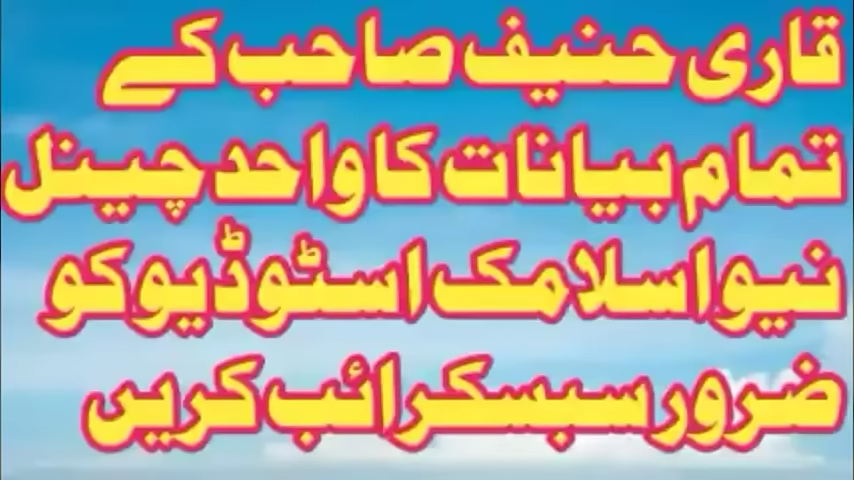 قاری حنیف صاحب کے
تمام بیانات کا واحد چینل
نیو اسلامک اسٹوڈیو کو
ضرور سبسکرائب کریں